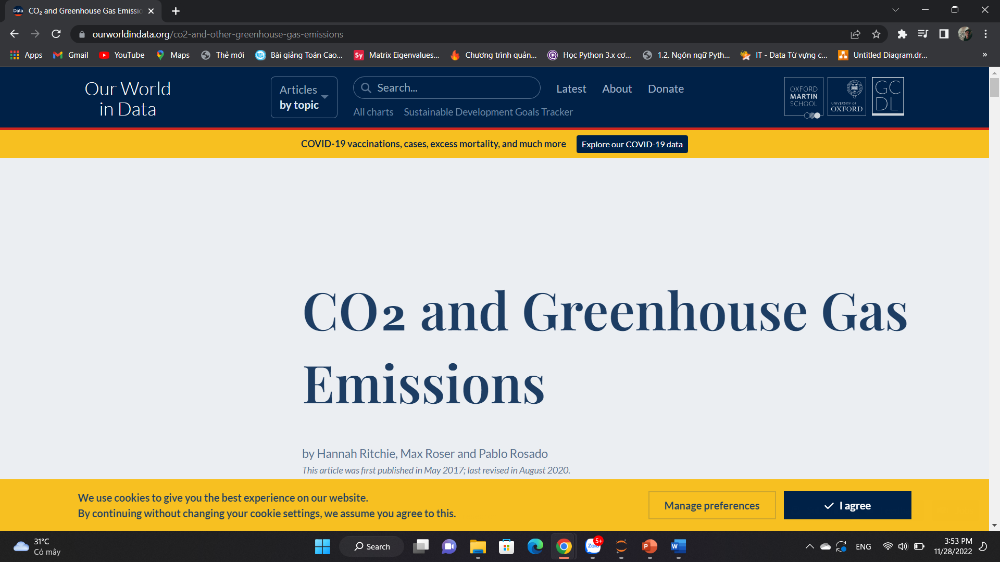 Data CO₂ and Greenhouse Gas Emissio
ourworldindata.org/co2-and-other-greenhouse-gas-emissions
Apps Gmail YouTube Maps Thẻ mới UEL Bài giảng Toán Cao... Sy Matrix Eigenvalues... Chương trình quản... Học Python 3.x cơ... 1.2. Ngôn ngữ Pyth... IT - Data Từ vựng c... Untitled Diagram.dr... »
Our World
in Data
Articles
by topic
Search...
Latest About Donate
All charts Sustainable Development Goals Tracker
OXFORD
MARTIN
SCHOOL
UNIVERSITY OF
OXFORD
GC
DL
COVID-19 vaccinations, cases, excess mortality, and much more Explore our COVID-19 data
CO2 and Greenhouse Gas
Emissions
by Hannah Ritchie, Max Roser and Pablo Rosado
This article was first published in May 2017; last revised in August 2020.
We use cookies to give you the best experience on our website.
By continuing without changing your cookie settings, we assume you agree to this.
Manage preferences
I agree
31°C
Có mây
Search
Zalo 5+
P
W
ENG
3:53 PM
11/28/2022